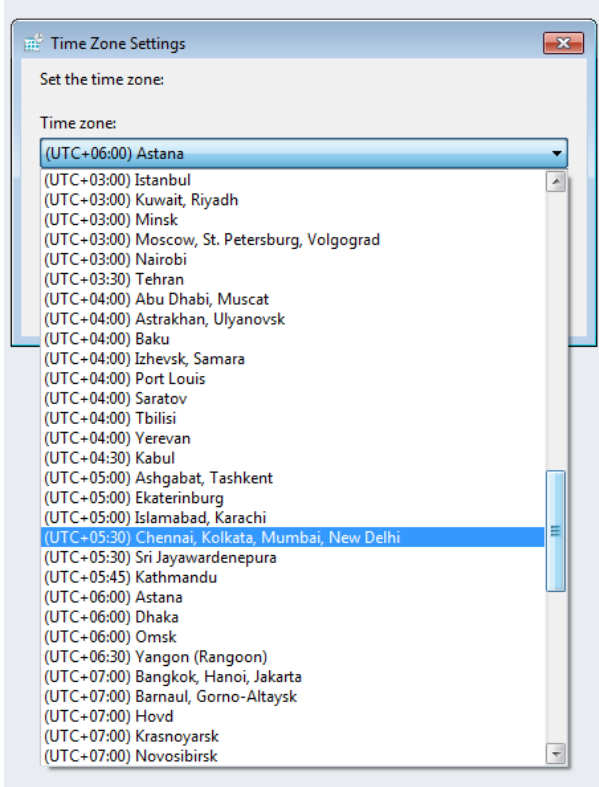 Time Zone Settings
Set the time zone:
Time zone:
(UTC+06:00) Astana
(UTC+03:00) Istanbul
(UTC+03:00) Kuwait, Riyadh
(UTC+03:00) Minsk
(UTC+03:00) Moscow, St. Petersburg, Volgograd
(UTC+03:00) Nairobi
(UTC+03:30) Tehran
(UTC+04:00) Abu Dhabi, Muscat
(UTC+04:00) Astrakhan, Ulyanovsk
(UTC+04:00) Baku
(UTC+04:00) Izhevsk, Samara
(UTC+04:00) Port Louis
(UTC+04:00) Saratov
(UTC+04:00) Tbilisi
(UTC+04:00) Yerevan
(UTC+04:30) Kabul
(UTC+05:00) Ashgabat, Tashkent
(UTC+05:00) Ekaterinburg
(UTC+05:00) Islamabad, Karachi
(UTC+05:30) Chennai, Kolkata, Mumbai, New Delhi
(UTC+05:30) Sri Jayawardenepura
(UTC+05:45) Kathmandu
(UTC+06:00) Astana
(UTC+06:00) Dhaka
(UTC+06:00) Omsk
(UTC+06:30) Yangon (Rangoon)
(UTC+07:00) Bangkok, Hanoi, Jakarta
(UTC+07:00) Barnaul, Gorno-Altaysk
(UTC+07:00) Hovd
(UTC+07:00) Krasnoyarsk
(UTC+07:00) Novosibirsk